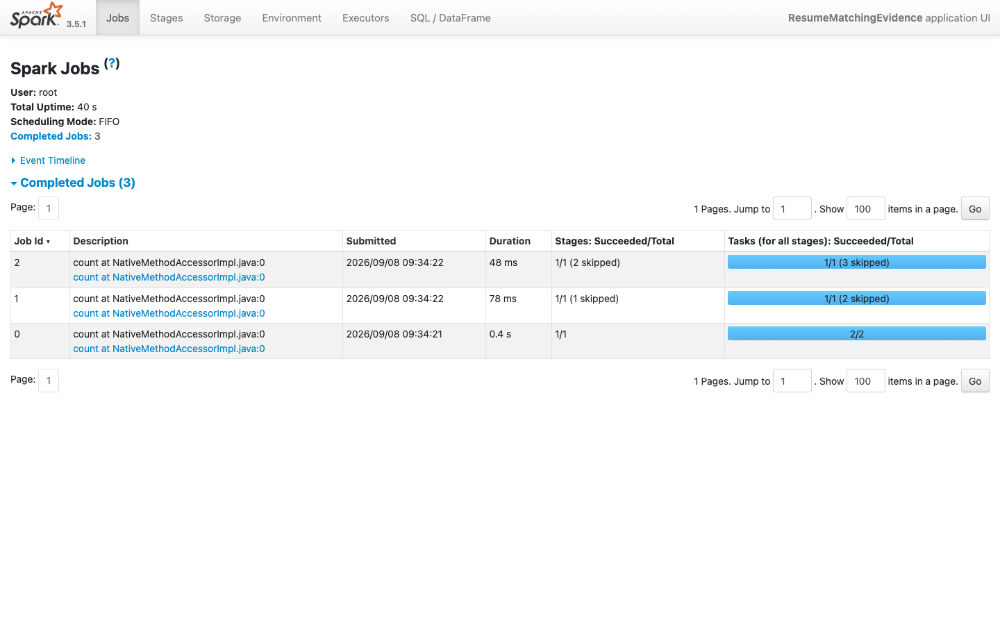 APACHE Spark 3.5.1 Jobs Stages Storage Environment Executors SQL / DataFrame ResumeMatchingEvidence application UI
Spark Jobs (?)
User: root
Total Uptime: 40 s
Scheduling Mode: FIFO
Completed Jobs: 3
Event Timeline
Completed Jobs (3)
Page: 1 1 Pages. Jump to 1 . Show 100 items in a page. Go
Job Id ▾ Description Submitted Duration Stages: Succeeded/Total Tasks (for all stages): Succeeded/Total
2 count at NativeMethodAccessorImpl.java:0 2026/09/08 09:34:22 48 ms 1/1 (2 skipped) 1/1 (3 skipped)
count at NativeMethodAccessorImpl.java:0
1 count at NativeMethodAccessorImpl.java:0 2026/09/08 09:34:22 78 ms 1/1 (1 skipped) 1/1 (2 skipped)
count at NativeMethodAccessorImpl.java:0
0 count at NativeMethodAccessorImpl.java:0 2026/09/08 09:34:21 0.4 s 1/1 2/2
count at NativeMethodAccessorImpl.java:0
Page: 1 1 Pages. Jump to 1 . Show 100 items in a page. Go